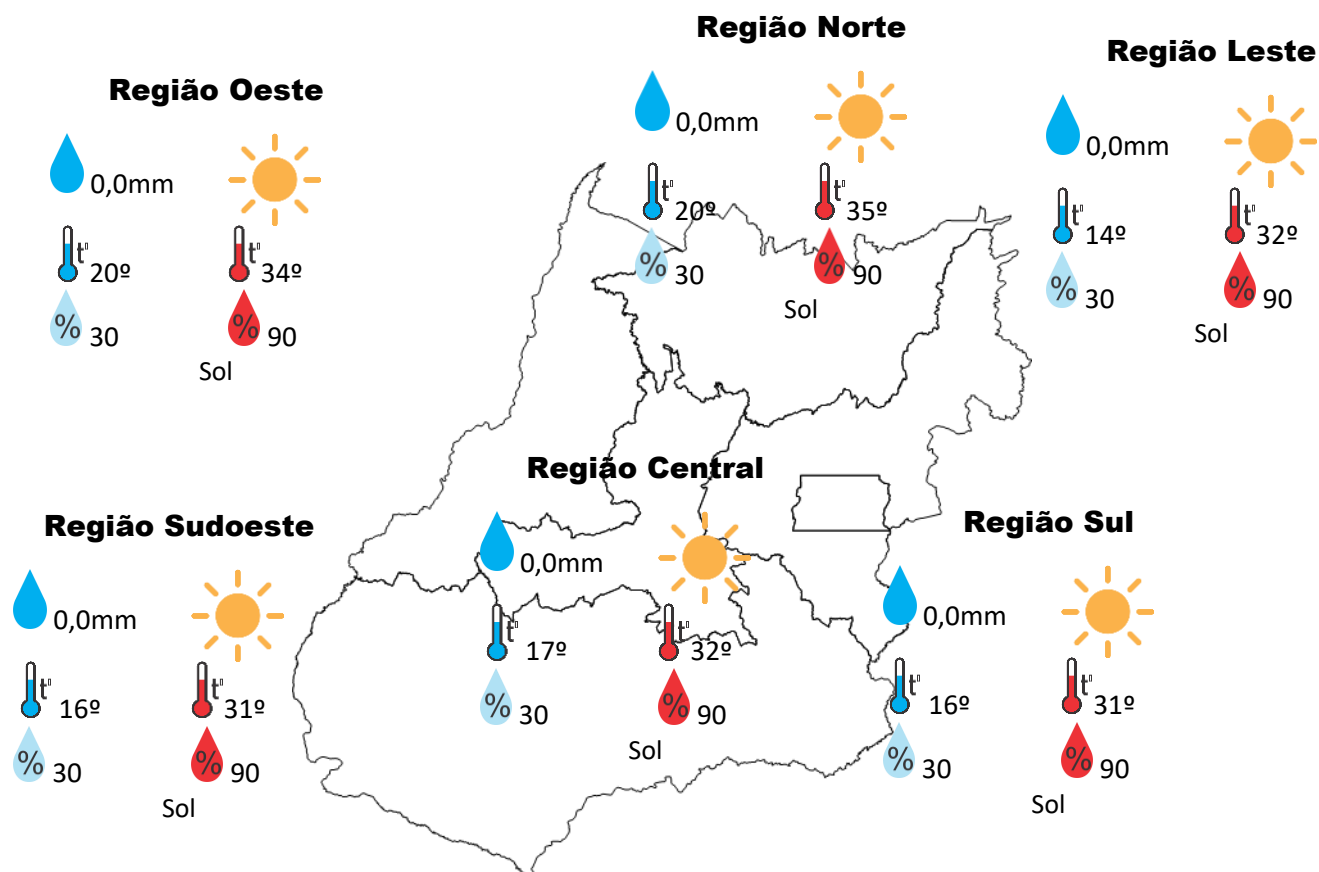 Região Norte
0,0mm
t°
20º
t°
35º
% 30
% 90
Sol
Região Leste
0,0mm
t°
14º
t°
32º
% 30
% 90
Sol
Região Oeste
0,0mm
t°
20º
t°
34º
% 30
% 90
Sol
Região Central
0,0mm
t°
17º
t°
32º
% 30
% 90
Sol
Região Sudoeste
0,0mm
t°
16º
t°
31º
% 30
% 90
Sol
Região Sul
0,0mm
t°
16º
t°
31º
% 30
% 90
Sol